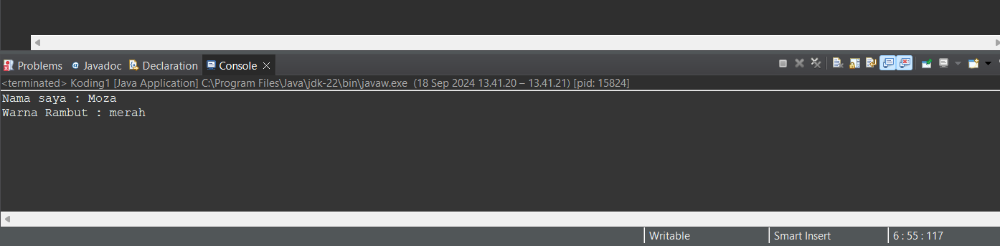 Problems @ Javadoc Declaration Console
<terminated> Koding1 [Java Application] C:\Program Files\Java\jdk-22\bin\javaw.exe (18 Sep 2024 13.41.20 – 13.41.21) [pid: 15824]
Nama saya : Moza
Warna Rambut : merah
Writable Smart Insert 6 : 55 : 117